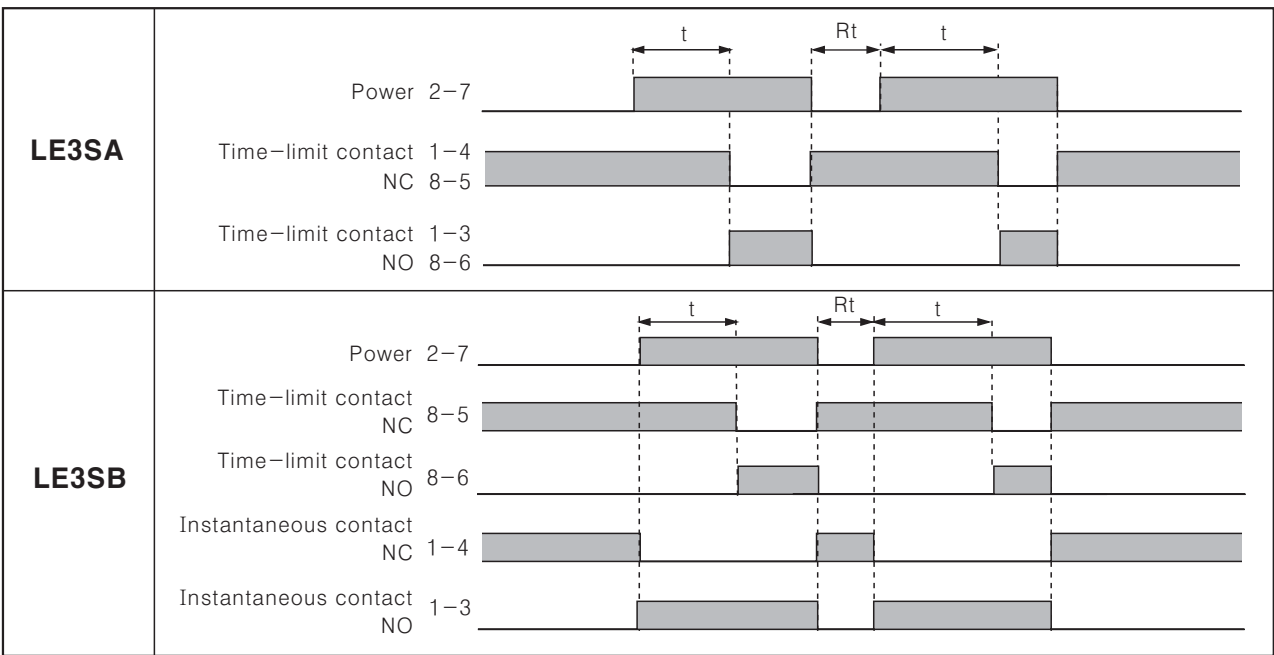 t Rt t
Power 2-7
LE3SA
Time-limit contact 1-4
NC 8-5
Time-limit contact 1-3
NO 8-6
t Rt t
Power 2-7
Time-limit contact
NC 8-5
LE3SB
Time-limit contact
NO 8-6
Instantaneous contact
NC 1-4
Instantaneous contact
NO 1-3